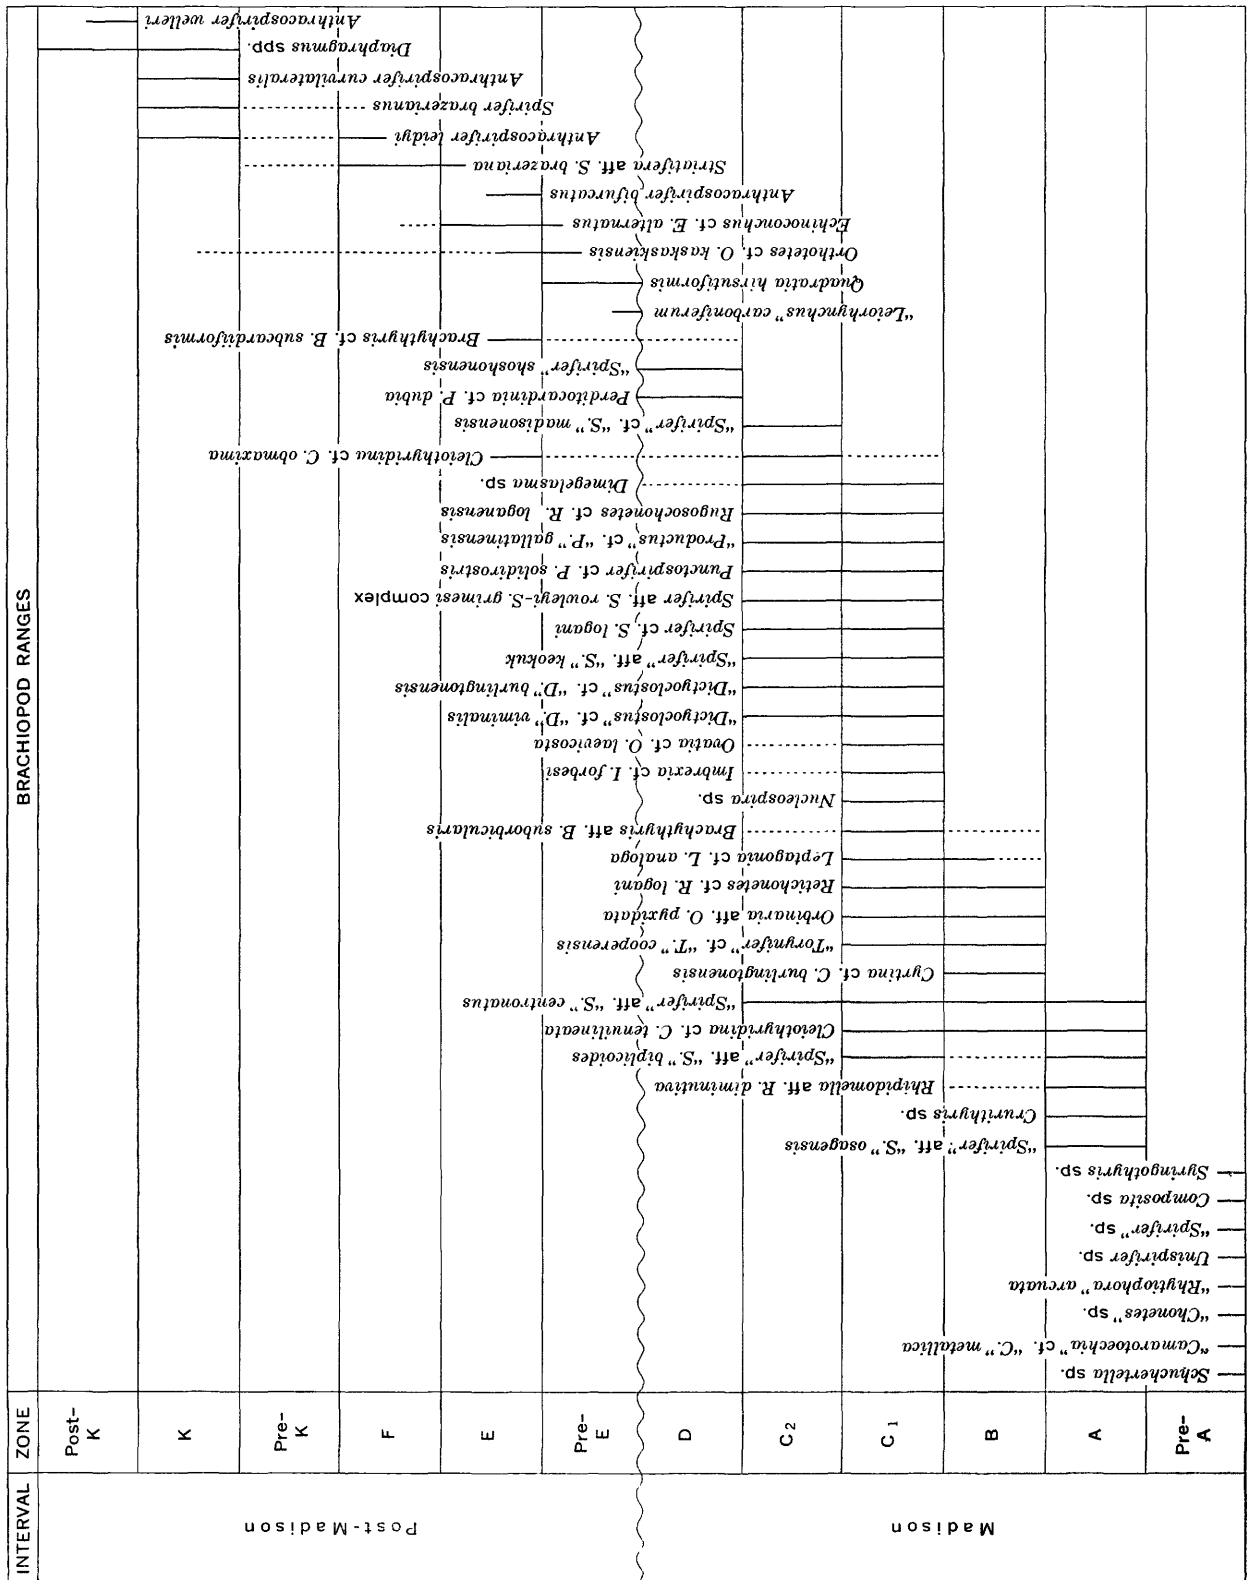 BRACHIOPOD RANGES
ZONE
INTERVAL
Post-K
K
Pre-K
F
E
Pre-E
D
C2
C1
B
A
Pre-A
Post-Madison
Madison
Anthracospirifer welleri
Diaphragmus spp.
Anthracospirifer curvilateralis
Spirifer brazerianus
Anthracospirifer leidyi
Striatifera aff. S. brazeriana
Anthracospirifer bifurcatus
Echinoconchus cf. E. alternatus
Orthotetes cf. O. kaskaskiensis
Quadratia hirsutiformis
"Leiorhynchus" carboniferum
Brachythyris cf. B. subcardiiformis
"Spirifer" shoshonensis
Perditocardinia cf. P. dubia
"Spirifer" cf. "S." madisonensis
Cleiothyridina cf. C. obmaxima
Dimegelasma sp.
Rugosochonetes cf. R. loganensis
"Productus" cf. "P." gallatinensis
Punctospirifer cf. P. solidirostris
Spirifer aff. S. rowleyi-S. grimesi complex
Spirifer cf. S. logani
"Spirifer" aff. "S." keokuk
"Dictyoclostus" cf. "D." burlingtonensis
"Dictyoclostus" cf. "D." viminalis
Ovatia cf. O. laevicosta
Imbrexia cf. I. forbesi
Nucleospira sp.
Brachythyris aff. B. suborbicularis
Leptagonia cf. L. analoga
Retichonetes cf. R. logani
Orbinaria aff. O. pyxidata
"Torynifer" cf. "T." cooperensis
Cyrtina cf. C. burlingtonensis
"Spirifer" aff. "S." centronatus
Cleiothyridina cf. C. tenuilineata
"Spirifer" aff. "S." biplicoides
Rhipidomella aff. R. diminutiva
Crurithyris sp.
"Spirifer" aff. "S." osagensis
Syringothyris sp.
Composita sp.
"Spirifer" sp.
Unispirifer sp.
"Rhytiophora" arcuata
"Chonetes" sp.
"Camarotoechia" cf. "C." metallica
Schuchertella sp.